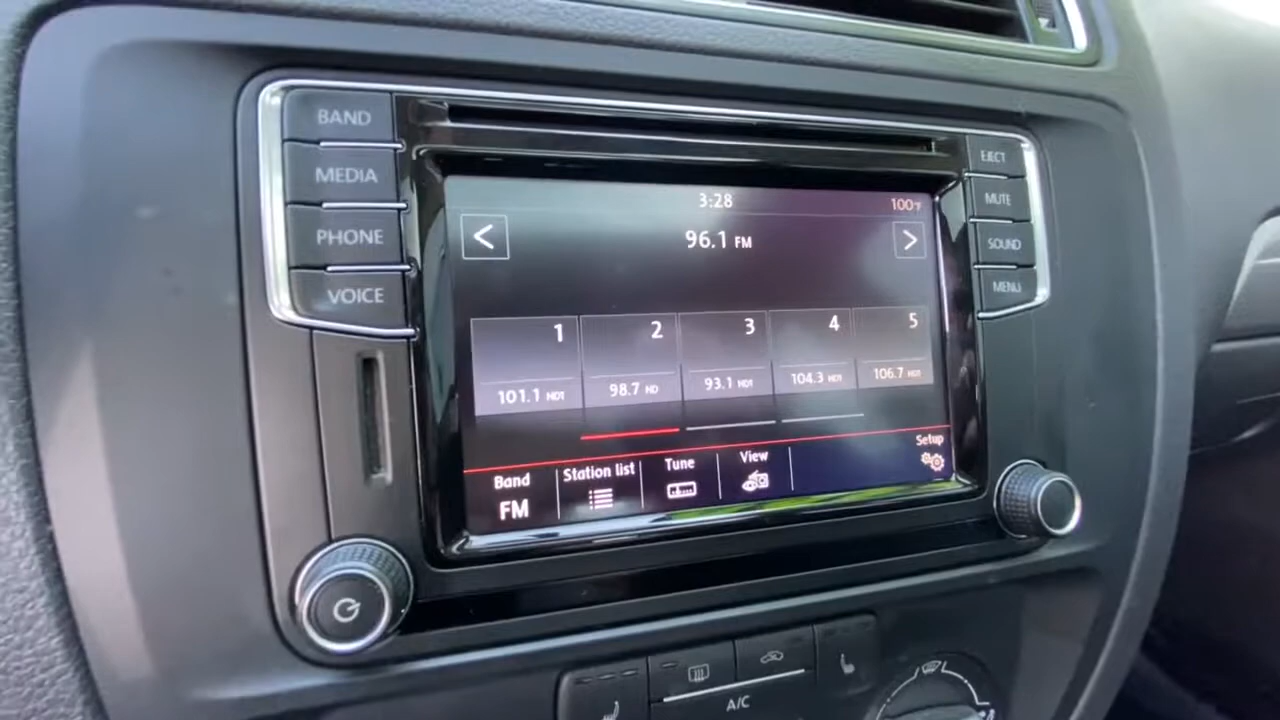 BAND
MEDIA
PHONE
VOICE
EJECT
MUTE
SOUND
MENU
3:28
100°F
<
96.1 FM
>
1 2 3 4 5
101.1 HD1 98.7 HD 93.1 HD1 104.3 HD1 106.7 HD1
Band Station list Tune View Setup
FM
A/C